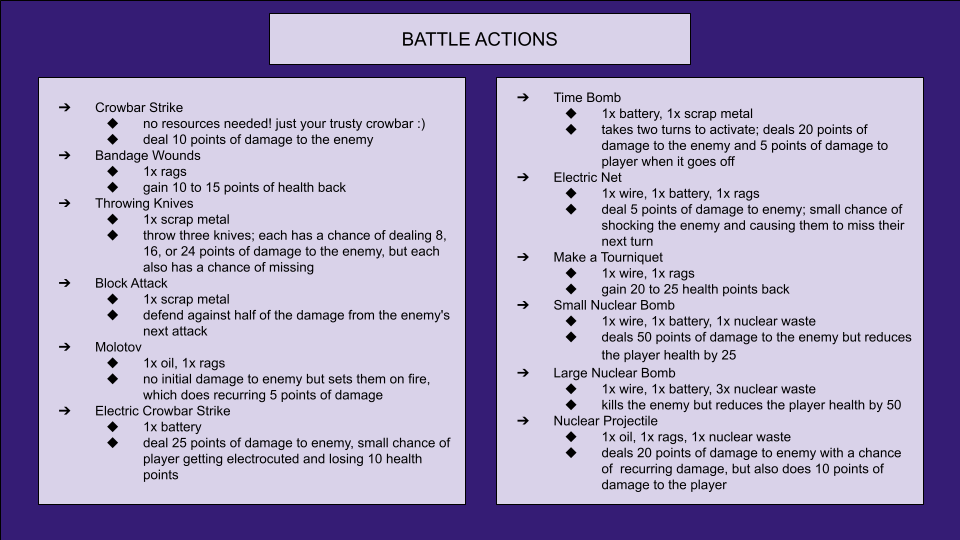 BATTLE ACTIONS
➔ Crowbar Strike
◆ no resources needed! just your trusty crowbar :)
◆ deal 10 points of damage to the enemy
➔ Bandage Wounds
◆ 1x rags
◆ gain 10 to 15 points of health back
➔ Throwing Knives
◆ 1x scrap metal
◆ throw three knives; each has a chance of dealing 8,
16, or 24 points of damage to the enemy, but each
also has a chance of missing
➔ Block Attack
◆ 1x scrap metal
◆ defend against half of the damage from the enemy's
next attack
➔ Molotov
◆ 1x oil, 1x rags
◆ no initial damage to enemy but sets them on fire,
which does recurring 5 points of damage
➔ Electric Crowbar Strike
◆ 1x battery
◆ deal 25 points of damage to enemy, small chance of
player getting electrocuted and losing 10 health
points
➔ Time Bomb
◆ 1x battery, 1x scrap metal
◆ takes two turns to activate; deals 20 points of
damage to the enemy and 5 points of damage to
player when it goes off
➔ Electric Net
◆ 1x wire, 1x battery, 1x rags
◆ deal 5 points of damage to enemy; small chance of
shocking the enemy and causing them to miss their
next turn
➔ Make a Tourniquet
◆ 1x wire, 1x rags
◆ gain 20 to 25 health points back
➔ Small Nuclear Bomb
◆ 1x wire, 1x battery, 1x nuclear waste
◆ deals 50 points of damage to the enemy but reduces
the player health by 25
➔ Large Nuclear Bomb
◆ 1x wire, 1x battery, 3x nuclear waste
◆ kills the enemy but reduces the player health by 50
➔ Nuclear Projectile
◆ 1x oil, 1x rags, 1x nuclear waste
◆ deals 20 points of damage to enemy with a chance
of recurring damage, but also does 10 points of
damage to the player